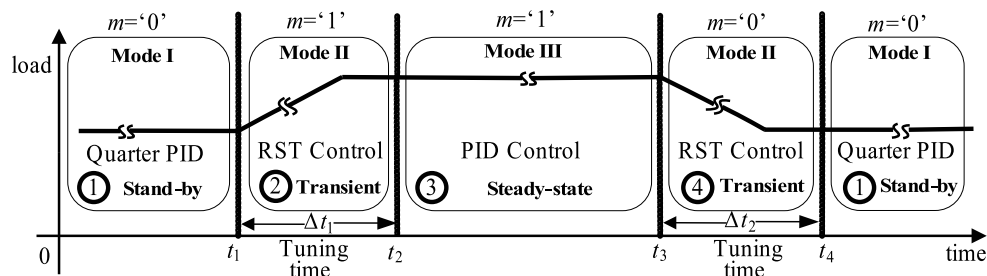 m=‘0’ m=‘1’ m=‘1’ m=‘0’ m=‘0’
load
Mode I Mode II Mode III Mode II Mode I
Quarter PID RST Control PID Control RST Control Quarter PID
1 Stand-by 2 Transient 3 Steady-state 4 Transient 1 Stand-by
Δt1 Δt2
0 t1 Tuning time t2 t3 Tuning time t4 time